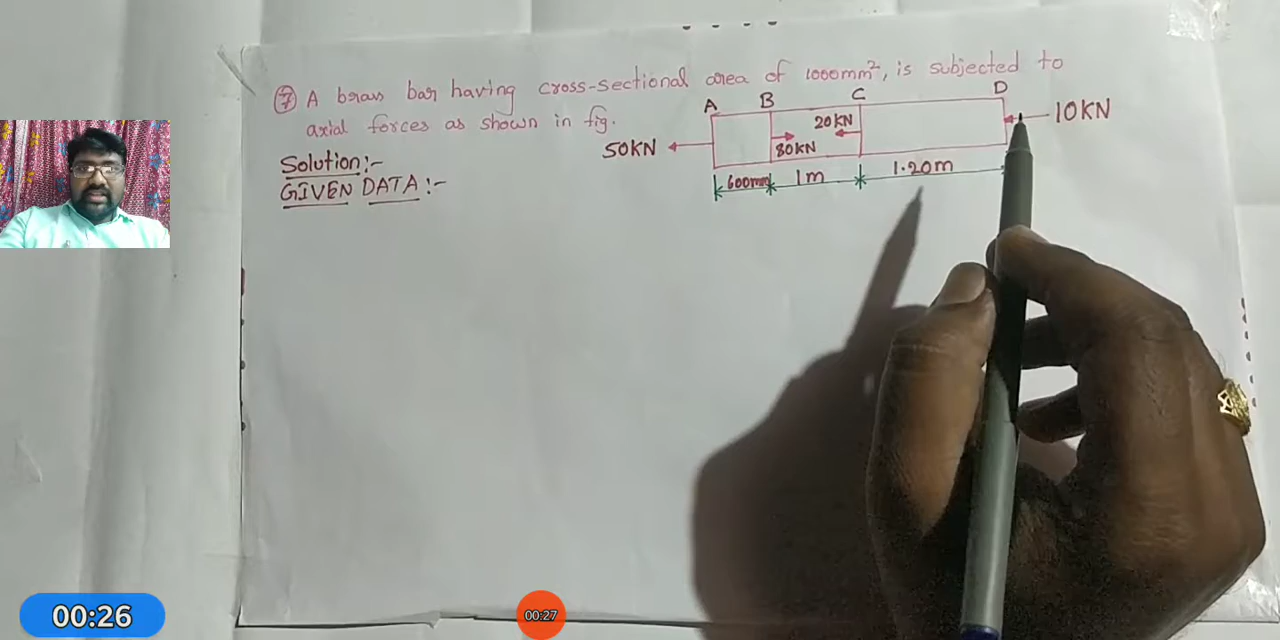 ⑦ A brass bar having cross-sectional area of 1000mm², is subjected to
axial forces as shown in fig.
A B C D
50KN 80KN 20KN 10KN
600mm 1m 1.20m
Solution:-
GIVEN DATA:-
00:26
00:27